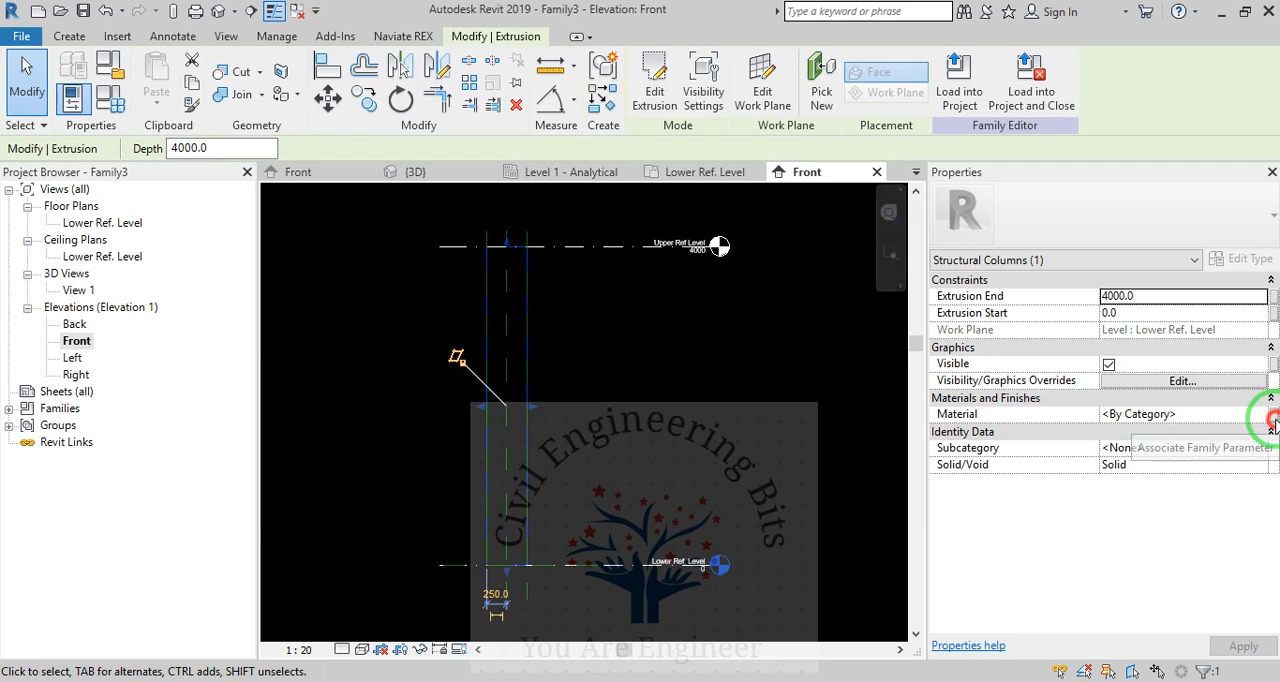 Autodesk Revit 2019 - Family3 - Elevation: Front
Type a keyword or phrase
Sign In
File
Create
Insert
Annotate
View
Manage
Add-Ins
Naviate REX
Modify | Extrusion
Modify
Paste
Cut
Join
Edit Extrusion
Visibility Settings
Edit Work Plane
Pick New
Face
Work Plane
Load into Project
Load into Project and Close
Select
Properties
Clipboard
Geometry
Modify
Measure
Create
Mode
Work Plane
Placement
Family Editor
Modify | Extrusion
Depth 4000.0
Project Browser - Family3
Front
{3D}
Level 1 - Analytical
Lower Ref. Level
Front
Properties
Views (all)
Floor Plans
Lower Ref. Level
Ceiling Plans
Lower Ref. Level
3D Views
View 1
Elevations (Elevation 1)
Back
Front
Left
Right
Sheets (all)
Families
Groups
Revit Links
Upper Ref Level
4000
Lower Ref. Level
0
250.0
Civil Engineering Bits
You Are Engineer
R
Structural Columns (1)
Edit Type
Constraints
Extrusion End 4000.0
Extrusion Start 0.0
Work Plane Level : Lower Ref. Level
Graphics
Visible
Visibility/Graphics Overrides Edit...
Materials and Finishes
Material <By Category>
Identity Data
Subcategory <None
Associate Family Parameter
Solid/Void Solid
Properties help
Apply
1 : 20
Click to select, TAB for alternates, CTRL adds, SHIFT unselects.
:1